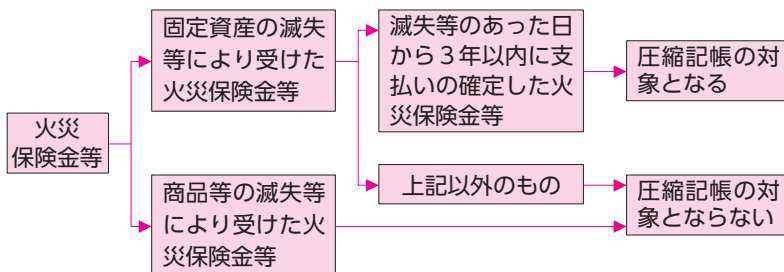 火災
保険金等
固定資産の滅失
等により受けた
火災保険金等
滅失等のあった日
から３年以内に支
払いの確定した火
災保険金等
圧縮記帳の対
象となる
上記以外のもの
圧縮記帳の対
象とならない
商品等の滅失等
により受けた火
災保険金等